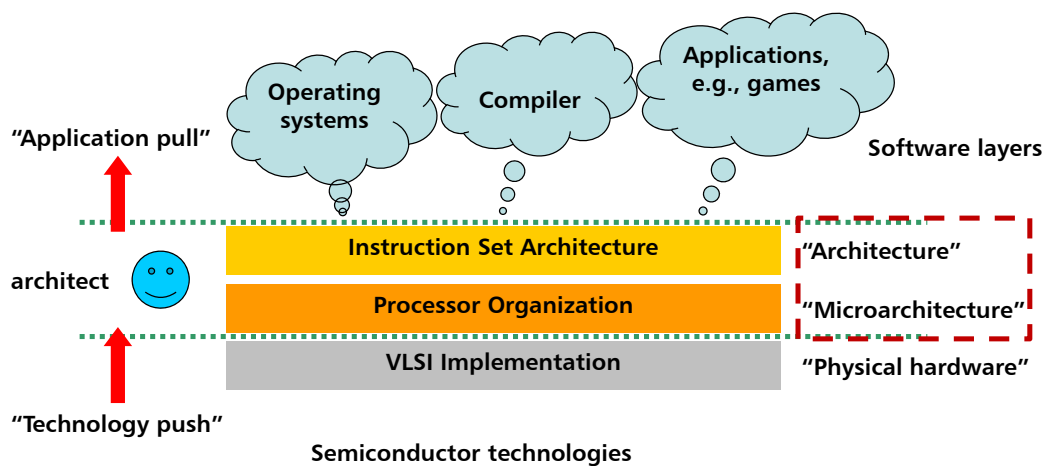 Operating
systems
Compiler
Applications,
e.g., games
“Application pull”
Software layers
Instruction Set Architecture
“Architecture”
architect
Processor Organization
“Microarchitecture”
VLSI Implementation
“Physical hardware”
“Technology push”
Semiconductor technologies